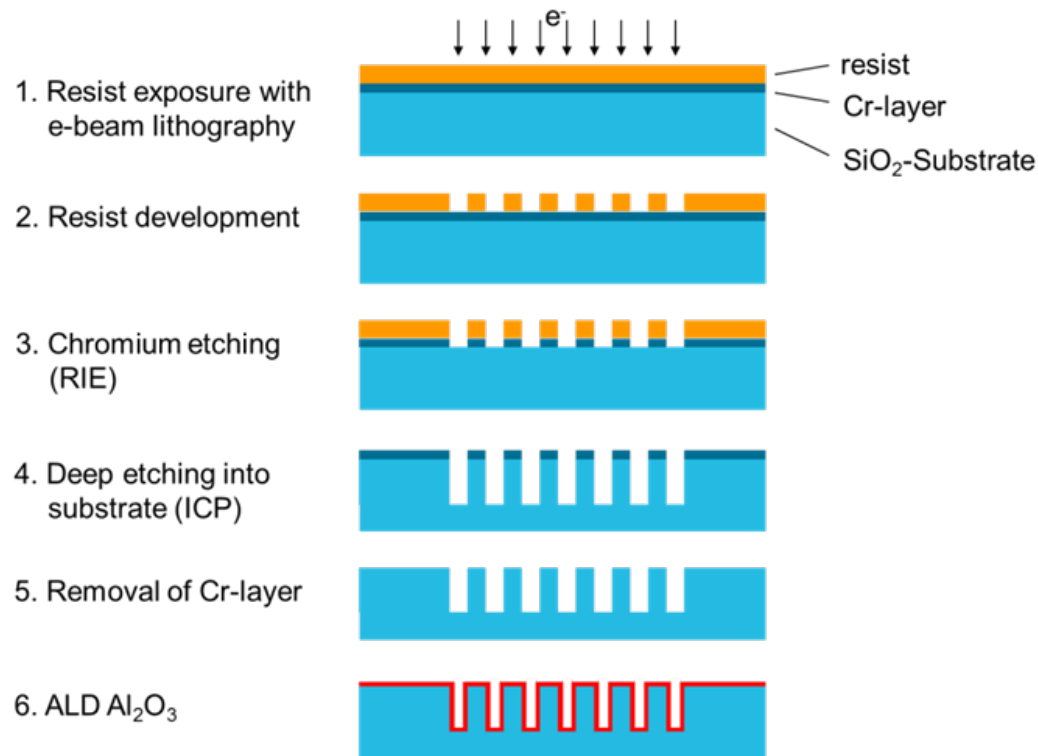 e⁻
1. Resist exposure with
e-beam lithography
resist
Cr-layer
SiO₂-Substrate
2. Resist development
3. Chromium etching
(RIE)
4. Deep etching into
substrate (ICP)
5. Removal of Cr-layer
6. ALD Al₂O₃